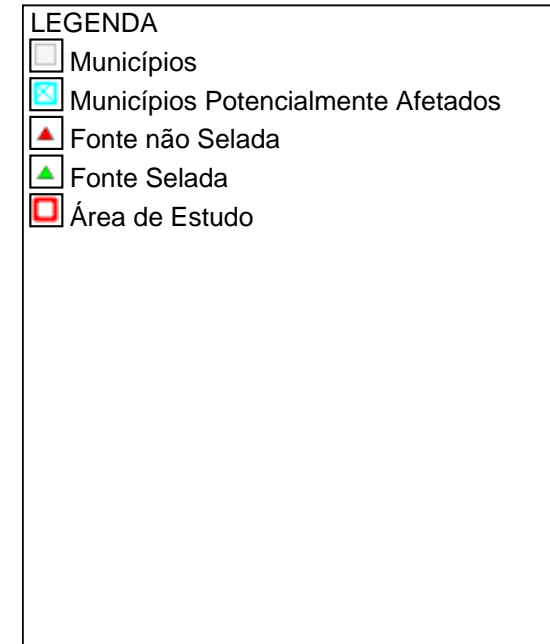 LEGENDA
Municípios
Municípios Potencialmente Afetados
Fonte não Selada
Fonte Selada
Área de Estudo